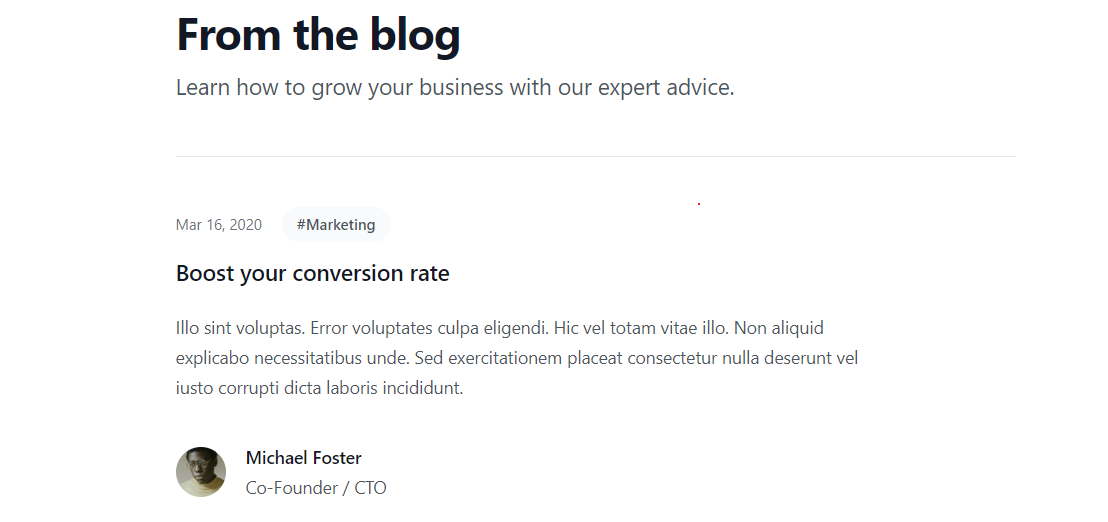 From the blog
Learn how to grow your business with our expert advice.
Mar 16, 2020 #Marketing
Boost your conversion rate
Illo sint voluptas. Error voluptates culpa eligendi. Hic vel totam vitae illo. Non aliquid
explicabo necessitatibus unde. Sed exercitationem placeat consectetur nulla deserunt vel
iusto corrupti dicta laboris incididunt.
Michael Foster
Co-Founder / CTO